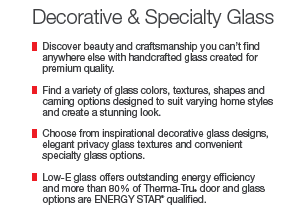 Decorative & Specialty Glass
Discover beauty and craftsmanship you can't find
anywhere else with handcrafted glass created for
premium quality.
Find a variety of glass colors, textures, shapes and
caming options designed to suit varying home styles
and create a stunning look.
Choose from inspirational decorative glass designs,
elegant privacy glass textures and convenient
specialty glass options.
Low-E glass offers outstanding energy efficiency
and more than 80% of Therma-Tru® door and glass
options are ENERGY STAR® qualified.